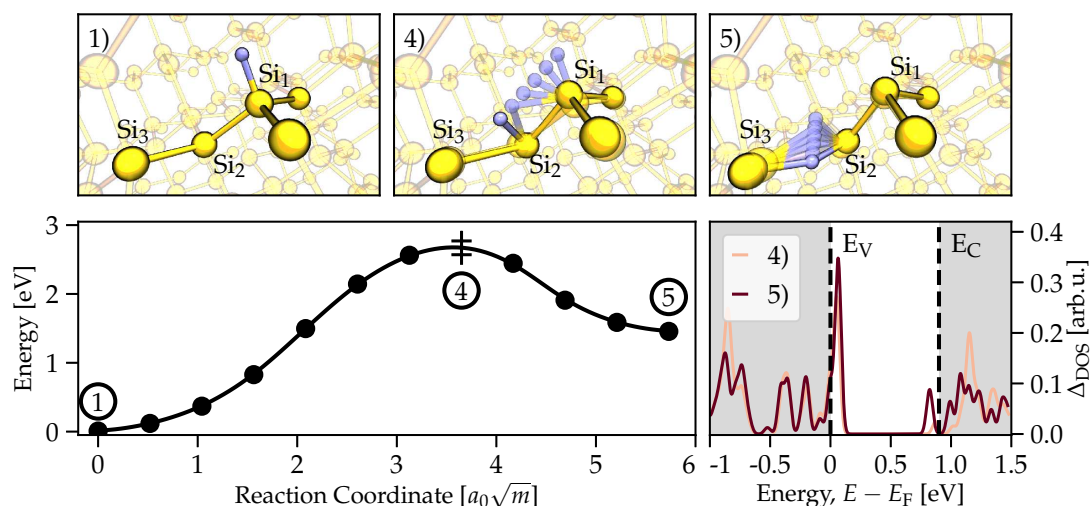 1)
Si1
Si3
Si2
4)
Si1
Si3
Si2
5)
Si1
Si3
Si2
3
2
1
0
Energy [eV]
1
4
5
0 1 2 3 4 5 6
Reaction Coordinate [a0√m]
4)
5)
EV
EC
0.4
0.3
0.2
0.1
0.0
ΔDOS [arb.u.]
-1 -0.5 0 0.5 1 1.5
Energy, E − EF [eV]